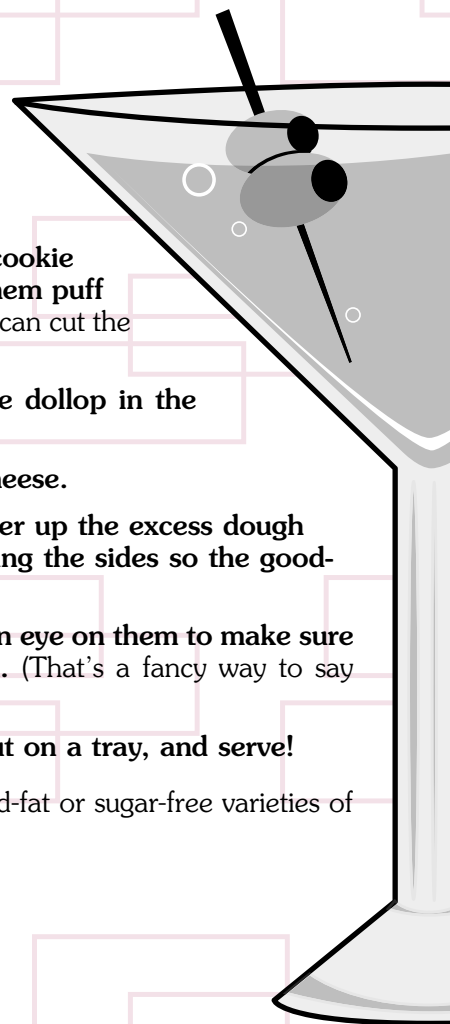 cookie
hem puff
can cut the
e dollop in the
heese.
er up the excess dough
ng the sides so the good-
n eye on them to make sure
. (That’s a fancy way to say
ut on a tray, and serve!
d-fat or sugar-free varieties of